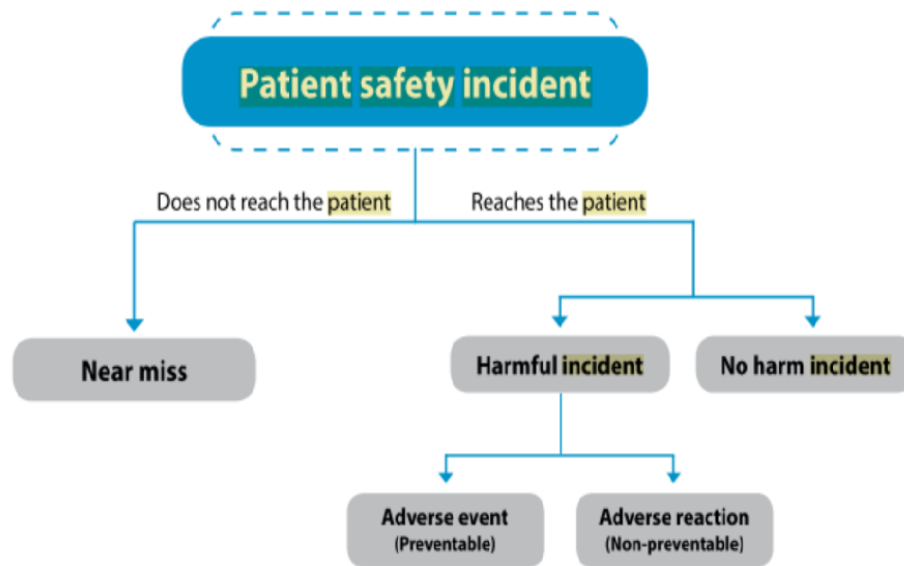 Patient safety incident
Does not reach the patient
Reaches the patient
Near miss
Harmful incident
No harm incident
Adverse event
(Preventable)
Adverse reaction
(Non-preventable)